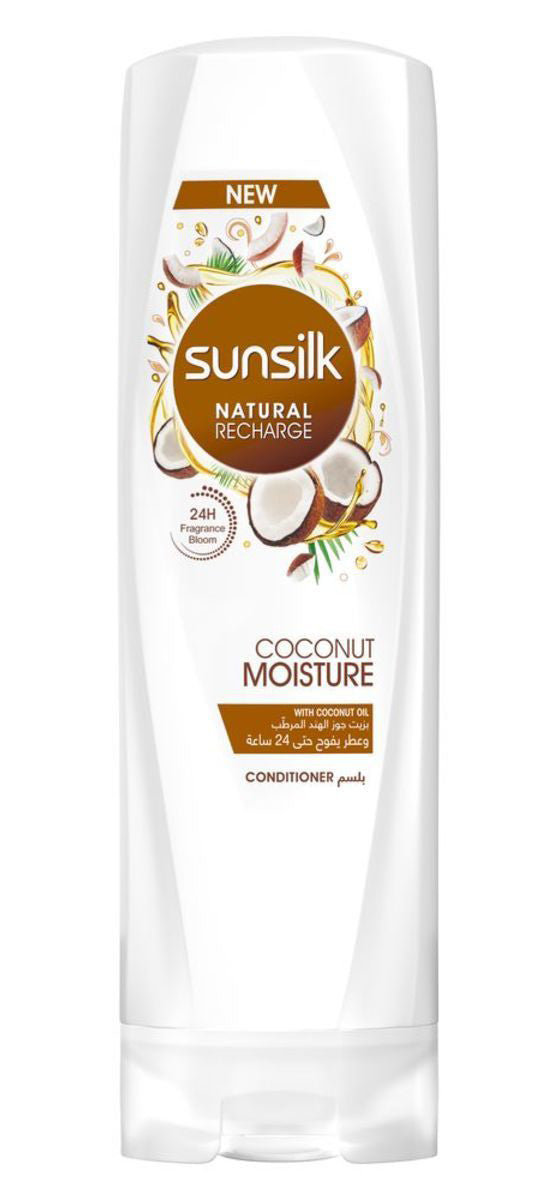 NEW
sunsilk
NATURAL
RECHARGE
24H
Fragrance
Bloom
COCONUT
MOISTURE
WITH COCONUT OIL
بزيت جوز الهند المرطّب
وعطر يفوح حتى 24 ساعة
CONDITIONER بلسم